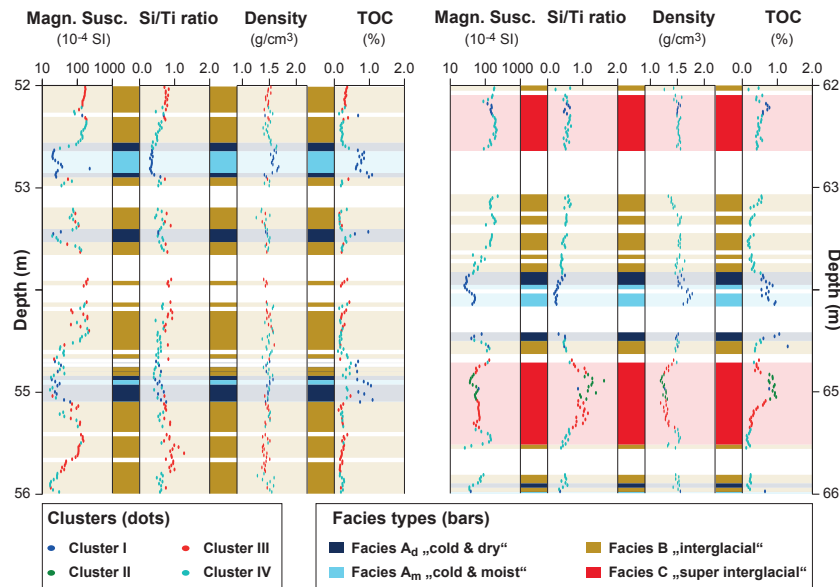 Magn. Susc. Si/Ti ratio Density TOC
(10⁻⁴ SI) (g/cm³) (%)
10 100 1000 0.0 1.0 2.0 1.0 1.5 2.0 0.0 1.0 2.0
52
53
55
56
Depth (m)
Magn. Susc. Si/Ti ratio Density TOC
(10⁻⁴ SI) (g/cm³) (%)
10 100 1000 0.0 1.0 2.0 1.0 1.5 2.0 0.0 1.0 2.0
62
63
65
66
Depth (m)
Clusters (dots)
Cluster I Cluster III
Cluster II Cluster IV
Facies types (bars)
Facies A_d „cold & dry“ Facies B „interglacial“
Facies A_m „cold & moist“ Facies C „super interglacial“